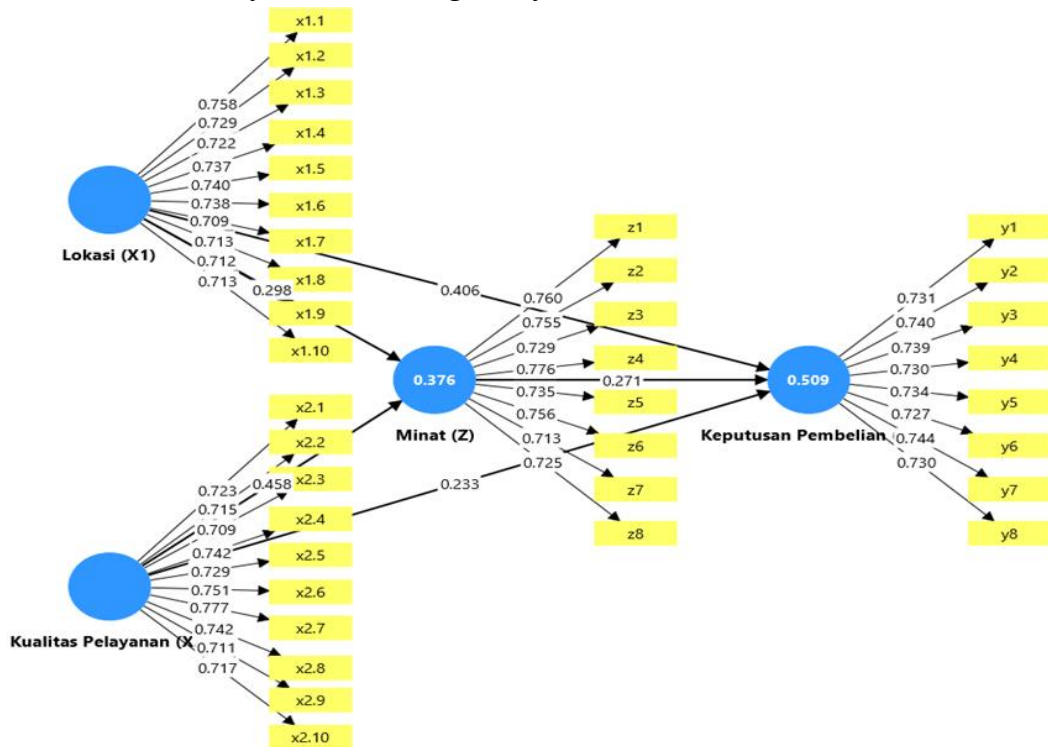 x1.1
x1.2
x1.3
x1.4
x1.5
x1.6
x1.7
x1.8
x1.9
x1.10
0.758
0.729
0.722
0.737
0.740
0.738
0.709
0.713
0.712
0.713
Lokasi (X1)
0.298
0.406
x2.1
x2.2
x2.3
x2.4
x2.5
x2.6
x2.7
x2.8
x2.9
x2.10
0.723
0.715
0.709
0.742
0.729
0.751
0.777
0.742
0.711
0.717
Kualitas Pelayanan (X
0.458
0.233
0.376
Minat (Z)
0.271
z1
z2
z3
z4
z5
z6
z7
z8
0.760
0.755
0.729
0.776
0.735
0.756
0.713
0.725
0.509
Keputusan Pembelian
0.731
0.740
0.739
0.730
0.734
0.727
0.744
0.730
y1
y2
y3
y4
y5
y6
y7
y8